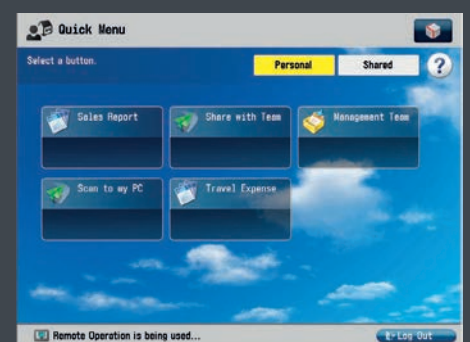 Quick Menu
Select a button.
Personal
Shared
?
Sales Report
Share with Team
Management Team
Scan to my PC
Travel Expense
Remote Operation is being used...
Log Out